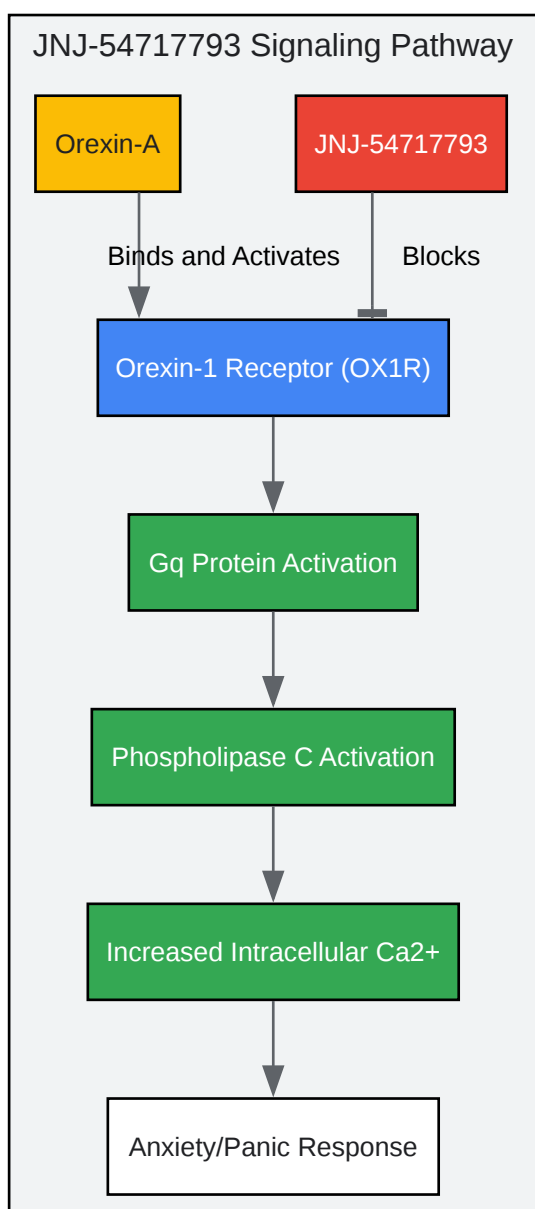 JNJ-54717793 Signaling Pathway
Orexin-A
JNJ-54717793
Binds and Activates
Blocks
Orexin-1 Receptor (OX1R)
Gq Protein Activation
Phospholipase C Activation
Increased Intracellular Ca2+
Anxiety/Panic Response